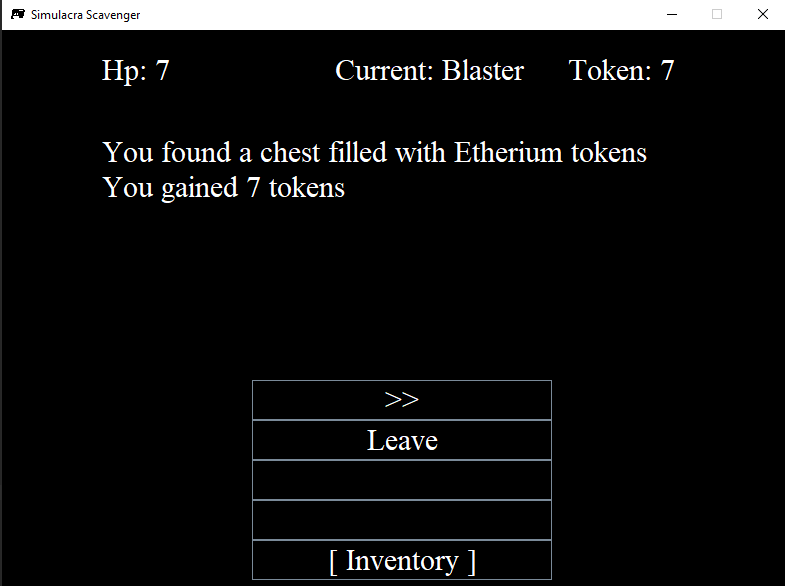 Simulacra Scavenger
Hp: 7 Current: Blaster Token: 7
You found a chest filled with Etherium tokens
You gained 7 tokens
>>
Leave
[ Inventory ]